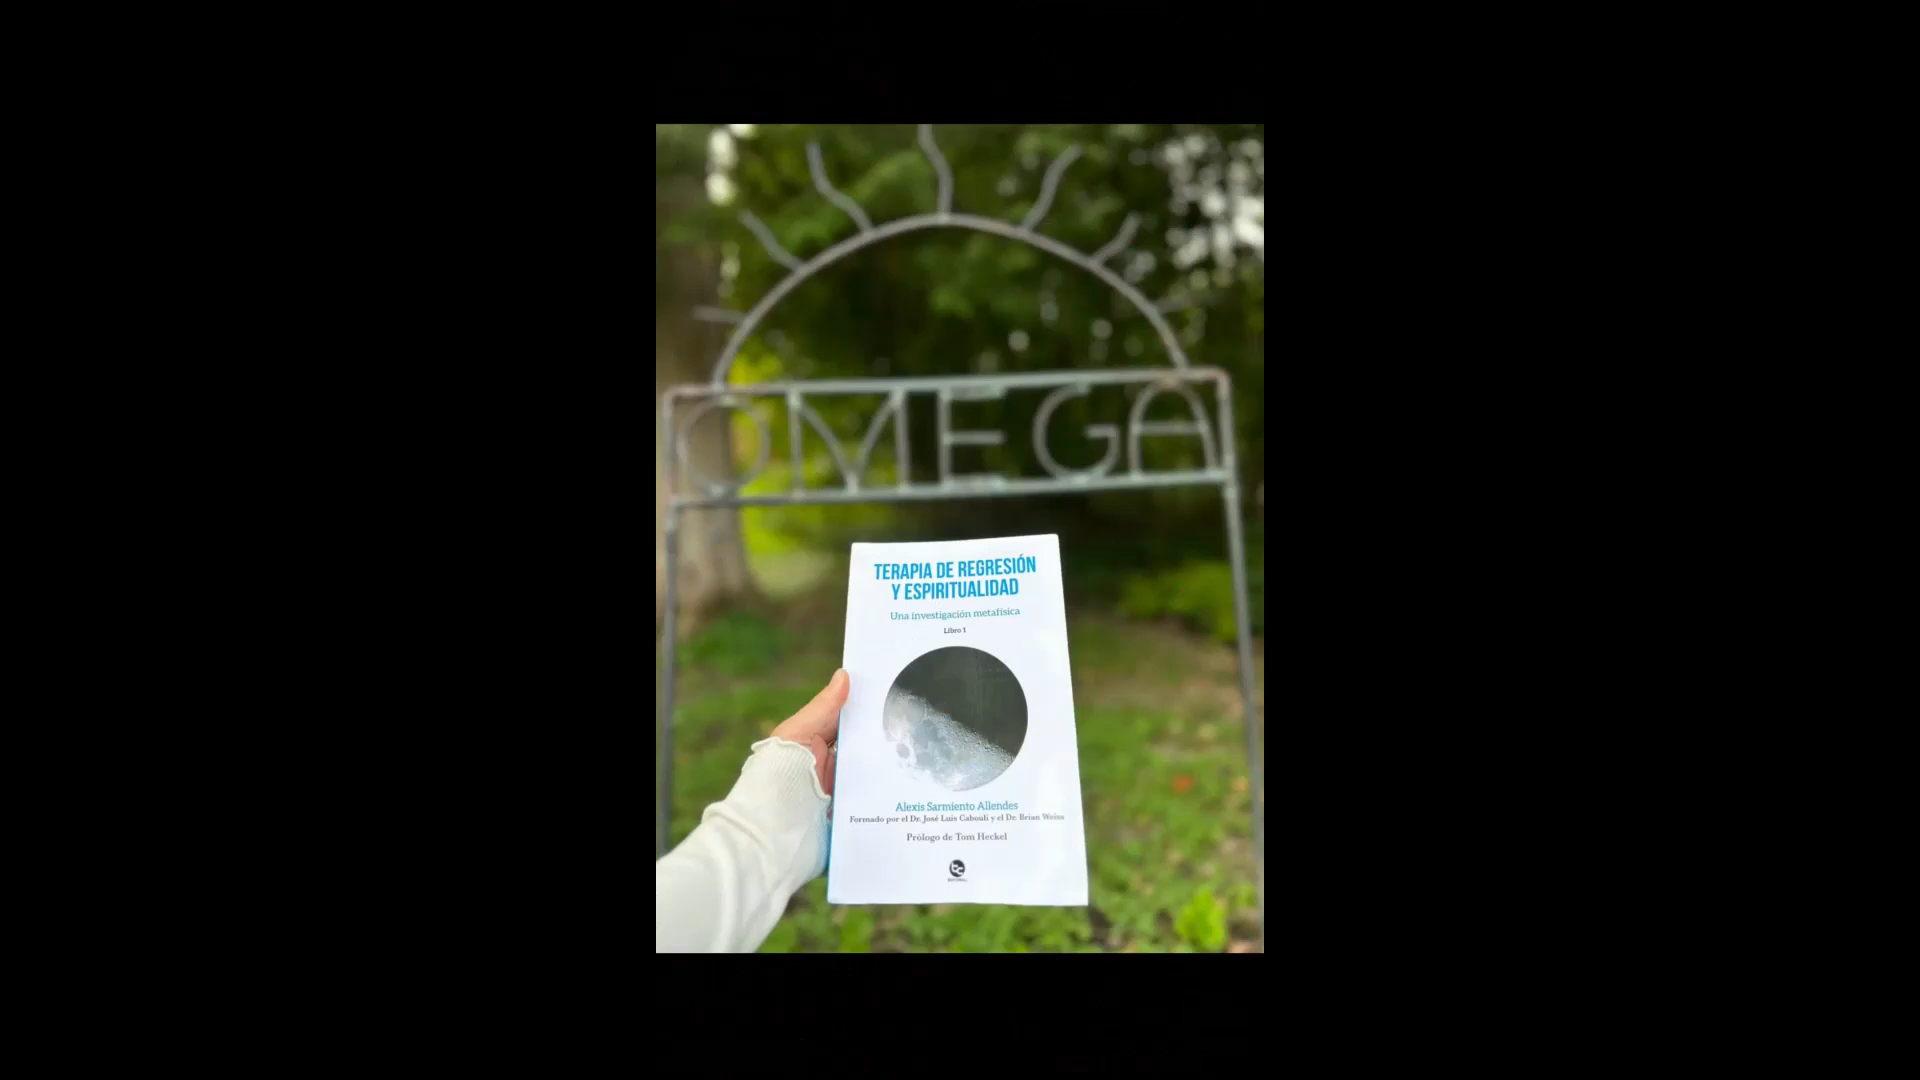 OMEGA
TERAPIA DE REGRESIÓN
Y ESPIRITUALIDAD
Una investigación metafísica
Libro 1
Alexis Sarmiento Allendes
Formado por el Dr. José Luis Cabouli y el Dr. Brian Weiss
Prólogo de Tom Heckel